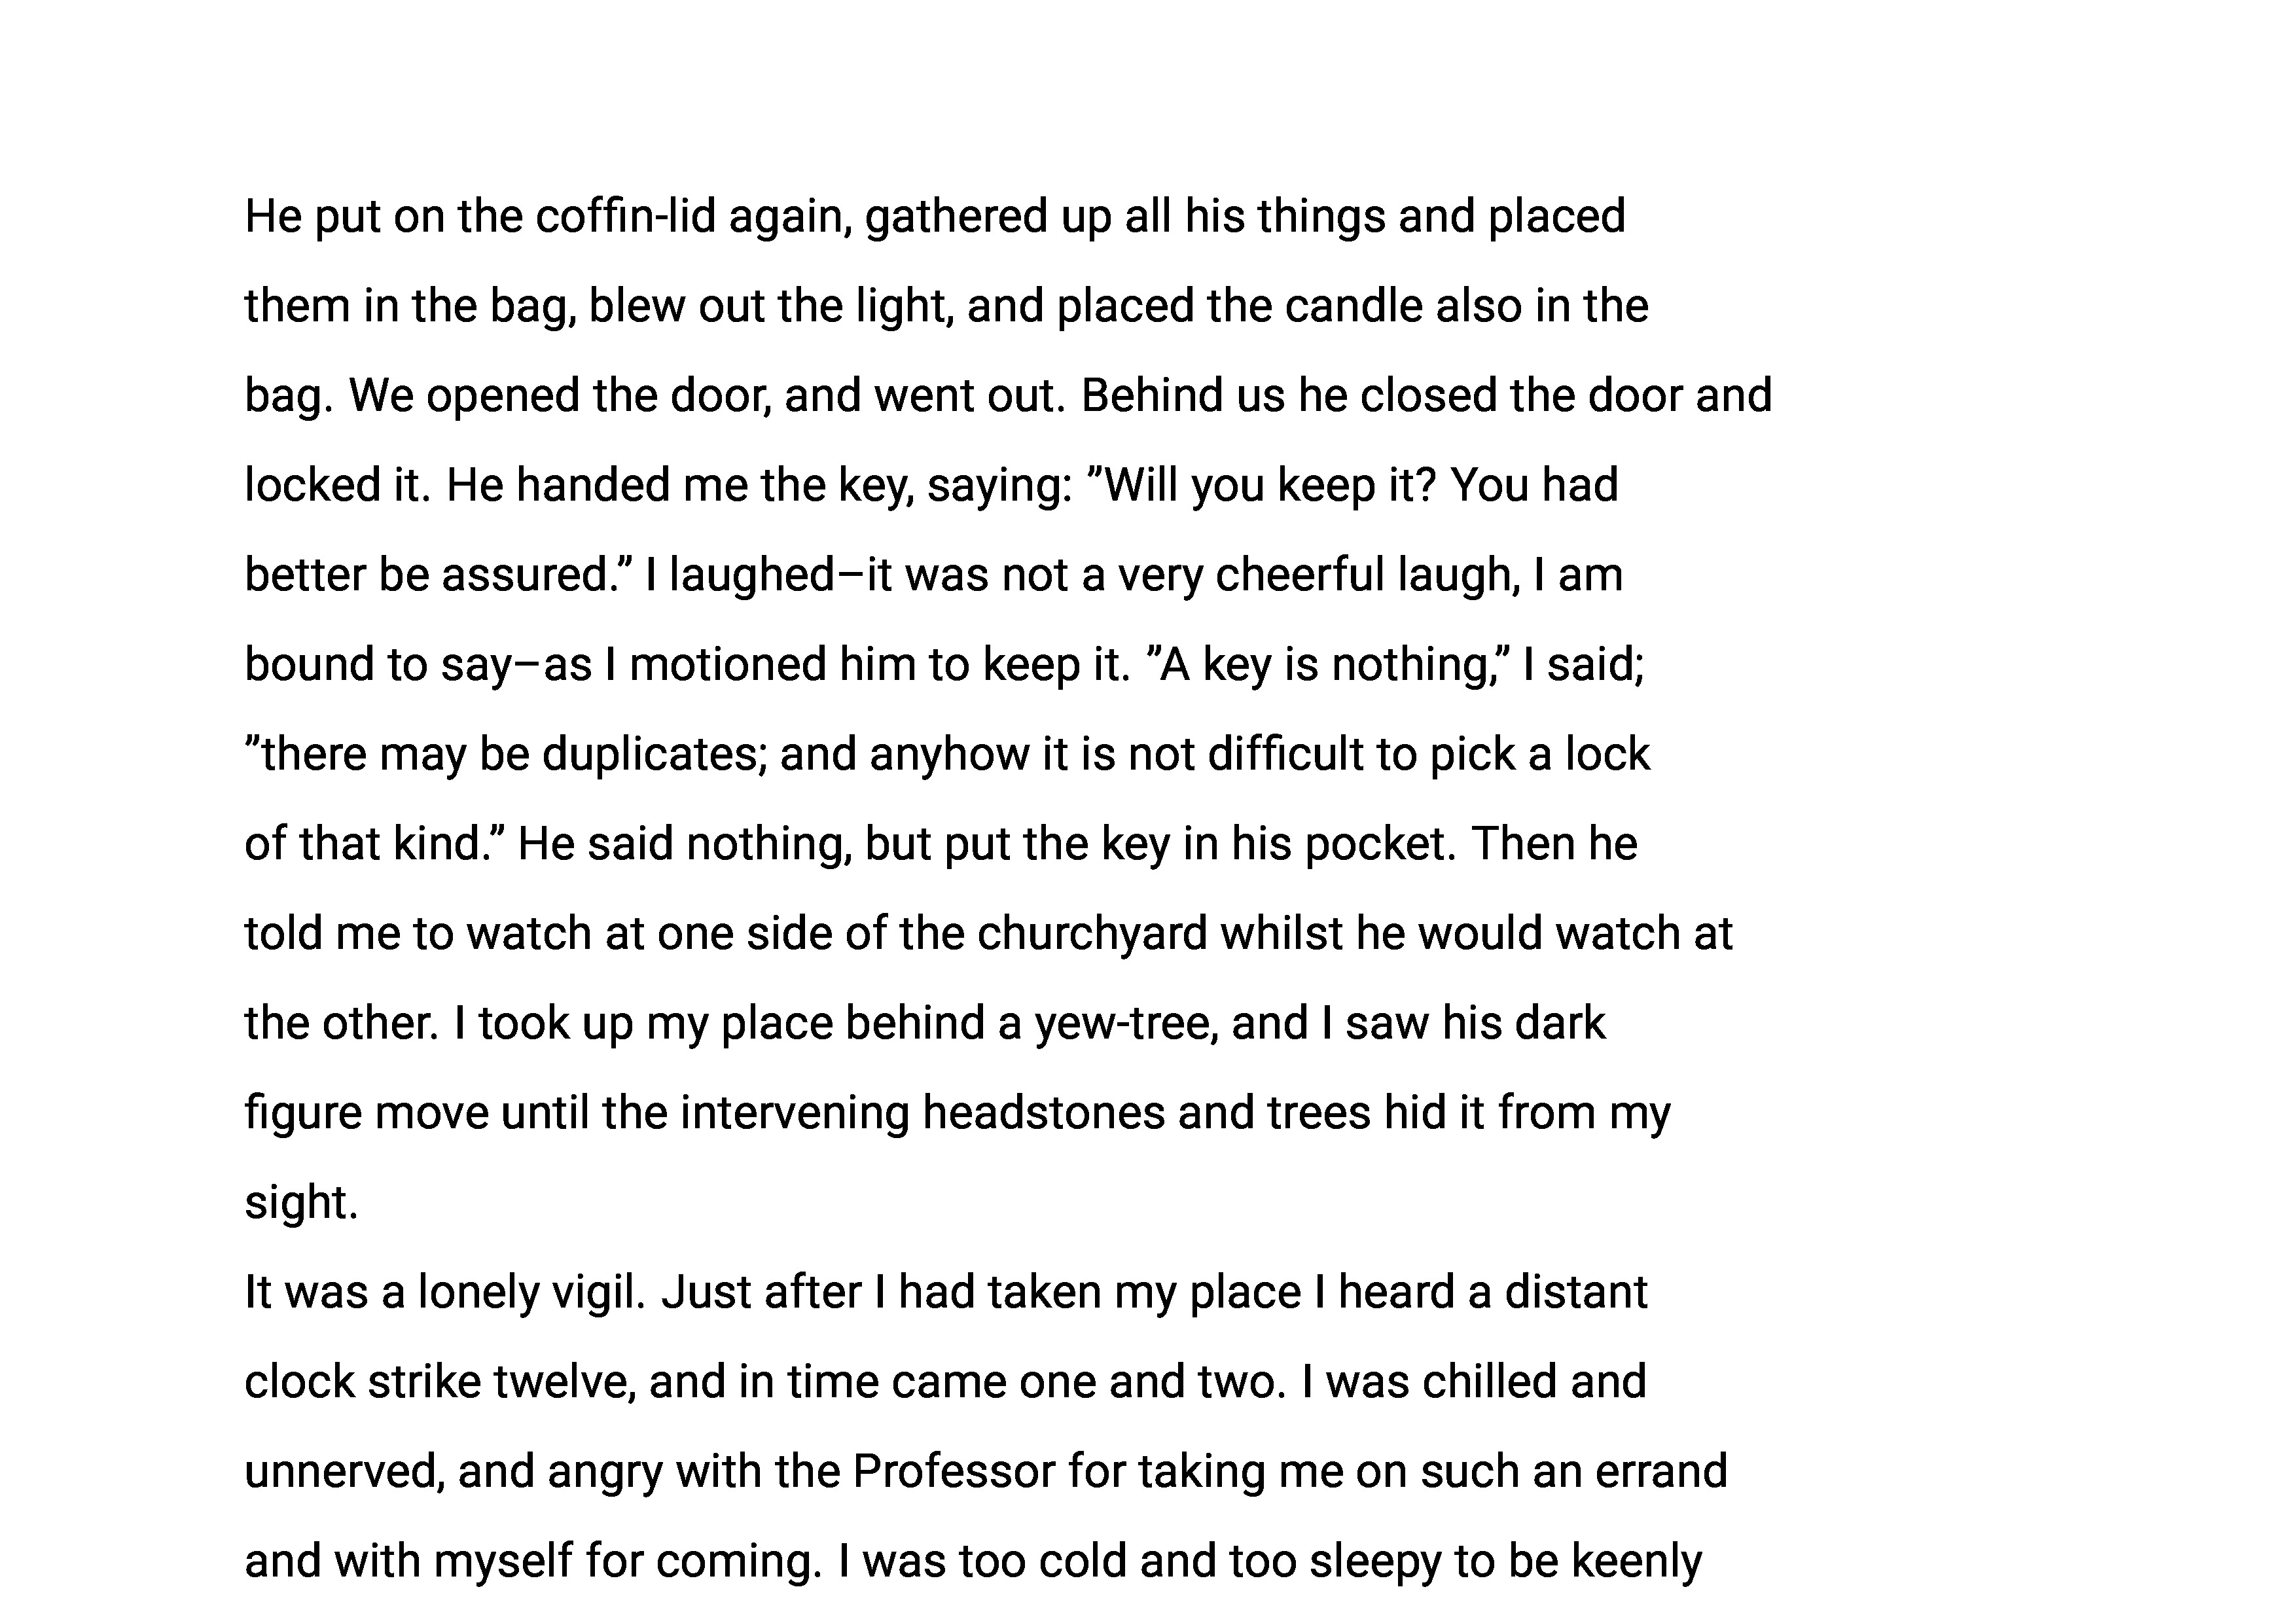 He put on the coffin-lid again, gathered up all his things and placed
them in the bag, blew out the light, and placed the candle also in the
bag. We opened the door, and went out. Behind us he closed the door and
locked it. He handed me the key, saying: ”Will you keep it? You had
better be assured.” I laughed–it was not a very cheerful laugh, I am
bound to say–as I motioned him to keep it. ”A key is nothing,” I said;
”there may be duplicates; and anyhow it is not difficult to pick a lock
of that kind.” He said nothing, but put the key in his pocket. Then he
told me to watch at one side of the churchyard whilst he would watch at
the other. I took up my place behind a yew-tree, and I saw his dark
figure move until the intervening headstones and trees hid it from my
sight.
It was a lonely vigil. Just after I had taken my place I heard a distant
clock strike twelve, and in time came one and two. I was chilled and
unnerved, and angry with the Professor for taking me on such an errand
and with myself for coming. I was too cold and too sleepy to be keenly